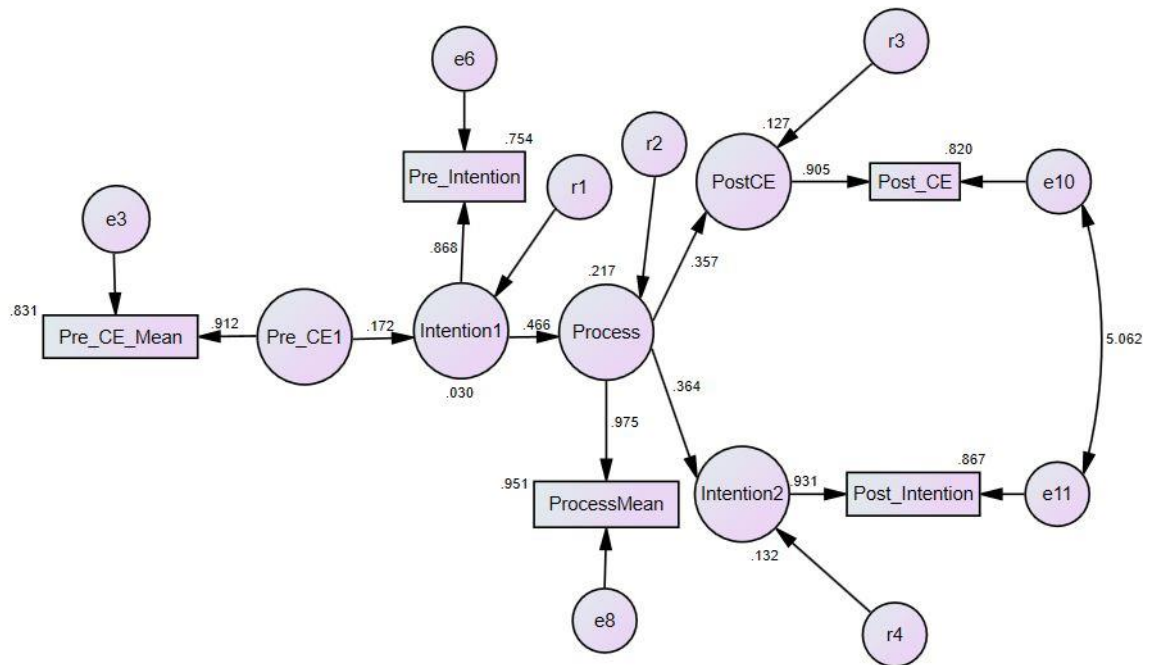 r3
e6
.127
.754
r2
.820
Pre_Intention
PostCE
.905
Post_CE
e10
r1
e3
.868
.357
.217
.831
Pre_CE_Mean
.912
Pre_CE1
.172
Intention1
.466
Process
5.062
.364
.030
.975
.867
.951
ProcessMean
Intention2
.931
Post_Intention
e11
.132
e8
r4